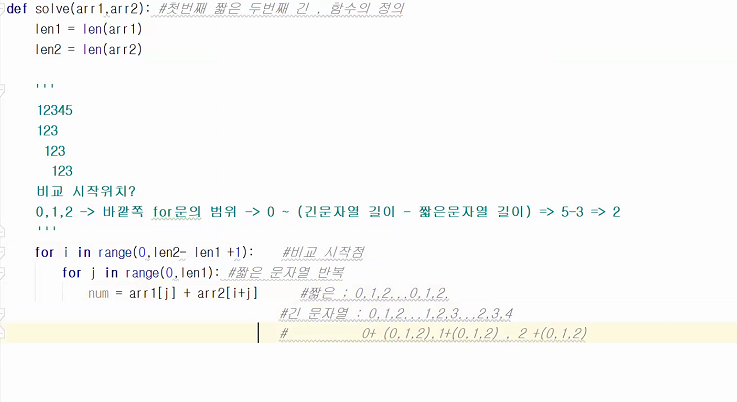 def solve(arr1,arr2): #첫번째 짧은 두번째 긴 , 함수의 정의
len1 = len(arr1)
len2 = len(arr2)
'''
12345
123
123
123
비교 시작위치?
0,1,2 -> 바깥쪽 for문의 범위 -> 0 ~ (긴문자열 길이 - 짧은문자열 길이) => 5-3 => 2
'''
for i in range(0,len2- len1 +1): #비교 시작점
for j in range(0,len1): #짧은 문자열 반복
num = arr1[j] + arr2[i+j] #짧은 : 0,1,2...0,1,2,
#긴 문자열 : 0,1,2...1,2,3...2,3,4
# 0+ (0,1,2),1+(0,1,2) , 2 +(0,1,2)